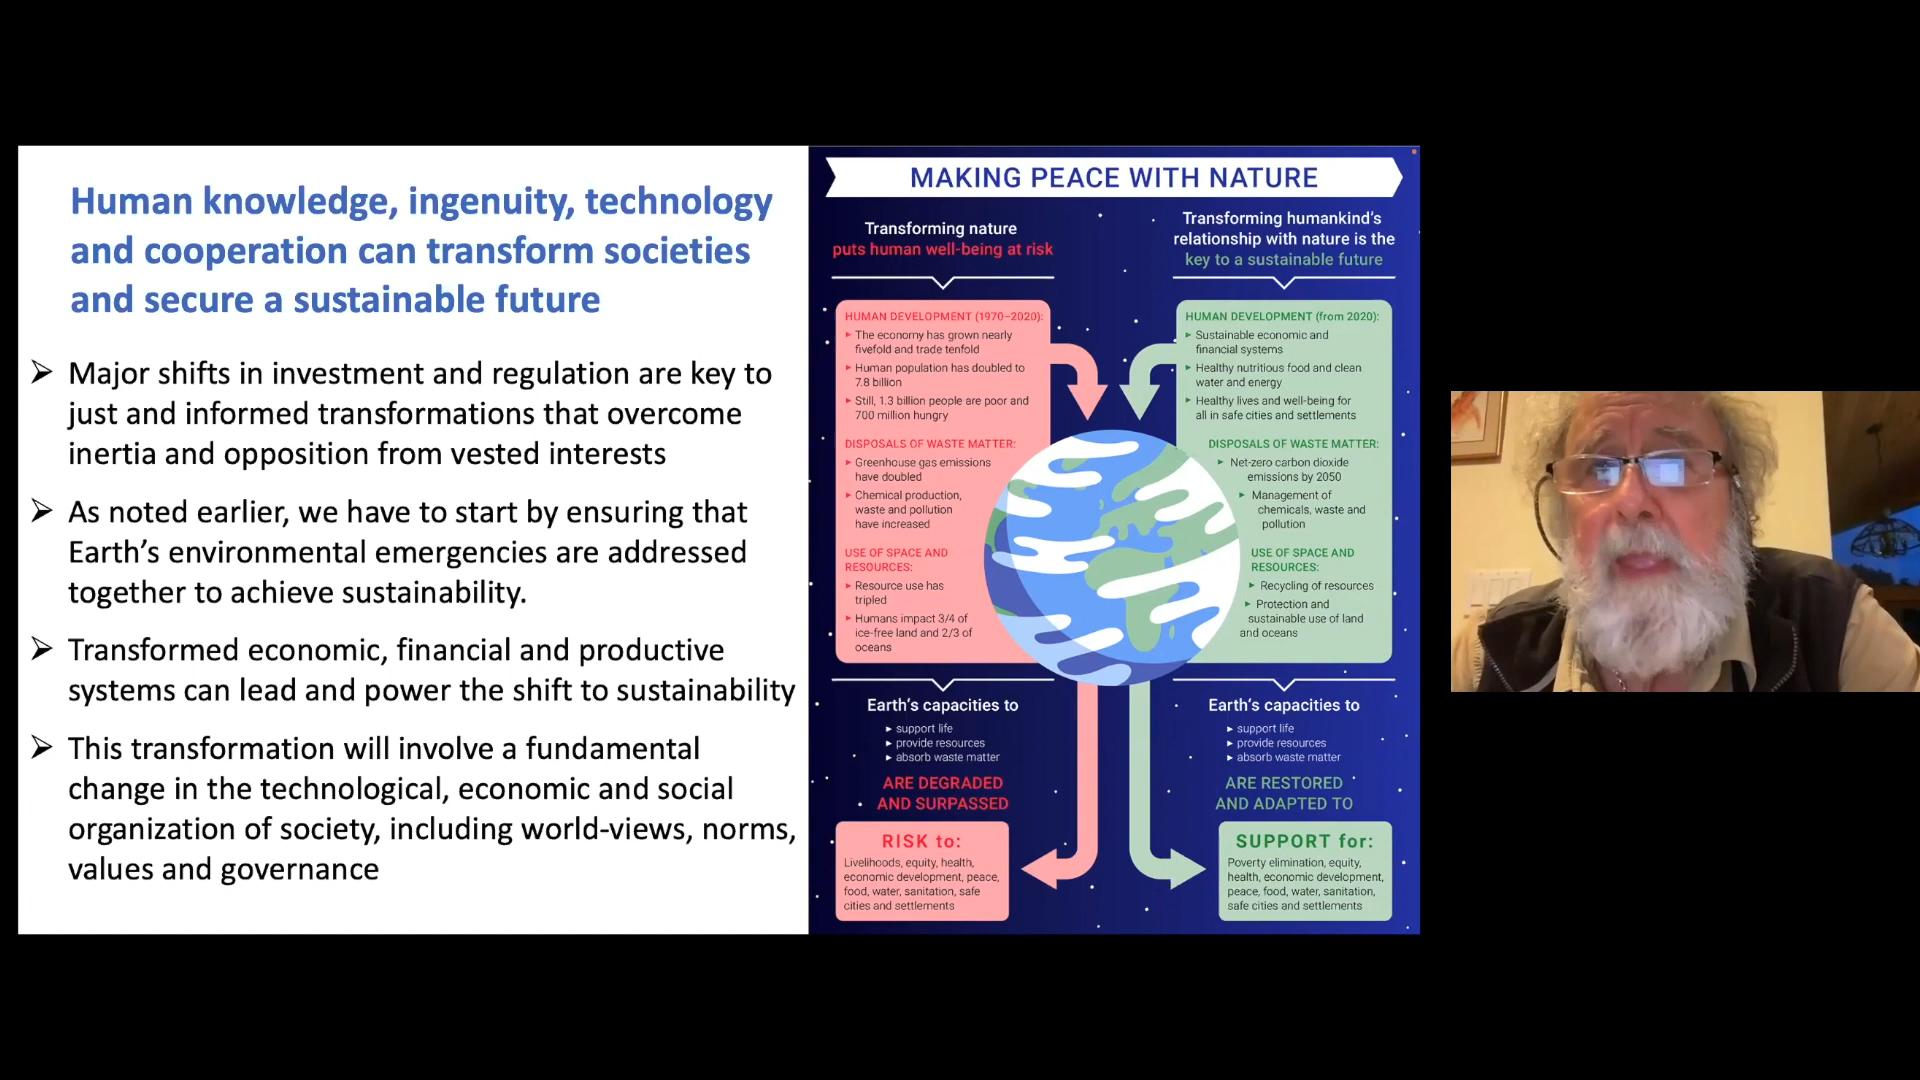 Human knowledge, ingenuity, technology
and cooperation can transform societies
and secure a sustainable future
➢ Major shifts in investment and regulation are key to
just and informed transformations that overcome
inertia and opposition from vested interests
➢ As noted earlier, we have to start by ensuring that
Earth’s environmental emergencies are addressed
together to achieve sustainability.
➢ Transformed economic, financial and productive
systems can lead and power the shift to sustainability
➢ This transformation will involve a fundamental
change in the technological, economic and social
organization of society, including world-views, norms,
values and governance
MAKING PEACE WITH NATURE
Transforming nature
puts human well-being at risk
HUMAN DEVELOPMENT (1970–2020):
▸ The economy has grown nearly
fivefold and trade tenfold
▸ Human population has doubled to
7.8 billion
▸ Still, 1.3 billion people are poor and
700 million hungry
DISPOSALS OF WASTE MATTER:
▸ Greenhouse gas emissions
have doubled
▸ Chemical production,
waste and pollution
have increased
USE OF SPACE AND
RESOURCES:
▸ Resource use has
tripled
▸ Humans impact 3/4 of
ice-free land and 2/3 of
oceans
Earth’s capacities to
▸ support life
▸ provide resources
▸ absorb waste matter
ARE DEGRADED
AND SURPASSED
RISK to:
Livelihoods, equity, health,
economic development, peace,
food, water, sanitation, safe
cities and settlements
Transforming humankind’s
relationship with nature is the
key to a sustainable future
HUMAN DEVELOPMENT (from 2020):
▸ Sustainable economic and
financial systems
▸ Healthy nutritious food and clean
water and energy
▸ Healthy lives and well-being for
all in safe cities and settlements
DISPOSALS OF WASTE MATTER:
▸ Net-zero carbon dioxide
emissions by 2050
▸ Management of
chemicals, waste and
pollution
USE OF SPACE AND
RESOURCES:
▸ Recycling of resources
▸ Protection and
sustainable use of land
and oceans
Earth’s capacities to
▸ support life
▸ provide resources
▸ absorb waste matter
ARE RESTORED
AND ADAPTED TO
SUPPORT for:
Poverty elimination, equity,
health, economic development,
peace, food, water, sanitation,
safe cities and settlements